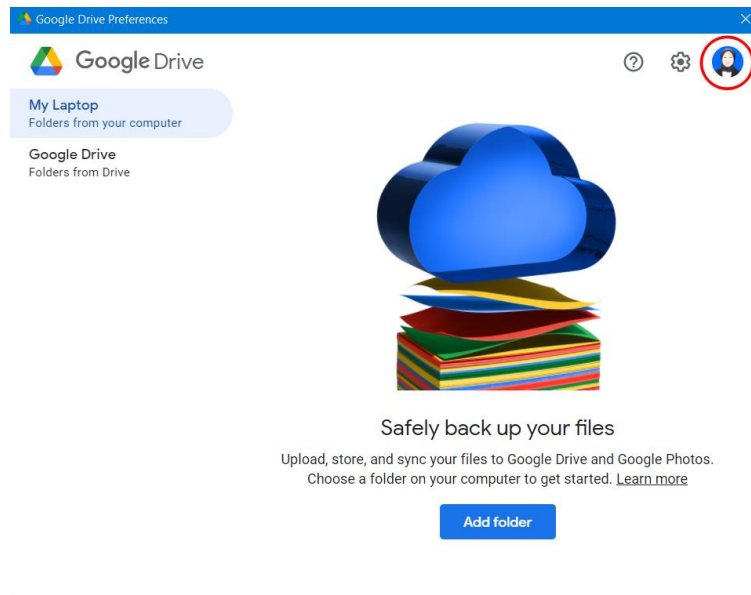 Google Drive Preferences
Google Drive
My Laptop
Folders from your computer
Google Drive
Folders from Drive
Safely back up your files
Upload, store, and sync your files to Google Drive and Google Photos.
Choose a folder on your computer to get started. Learn more
Add folder